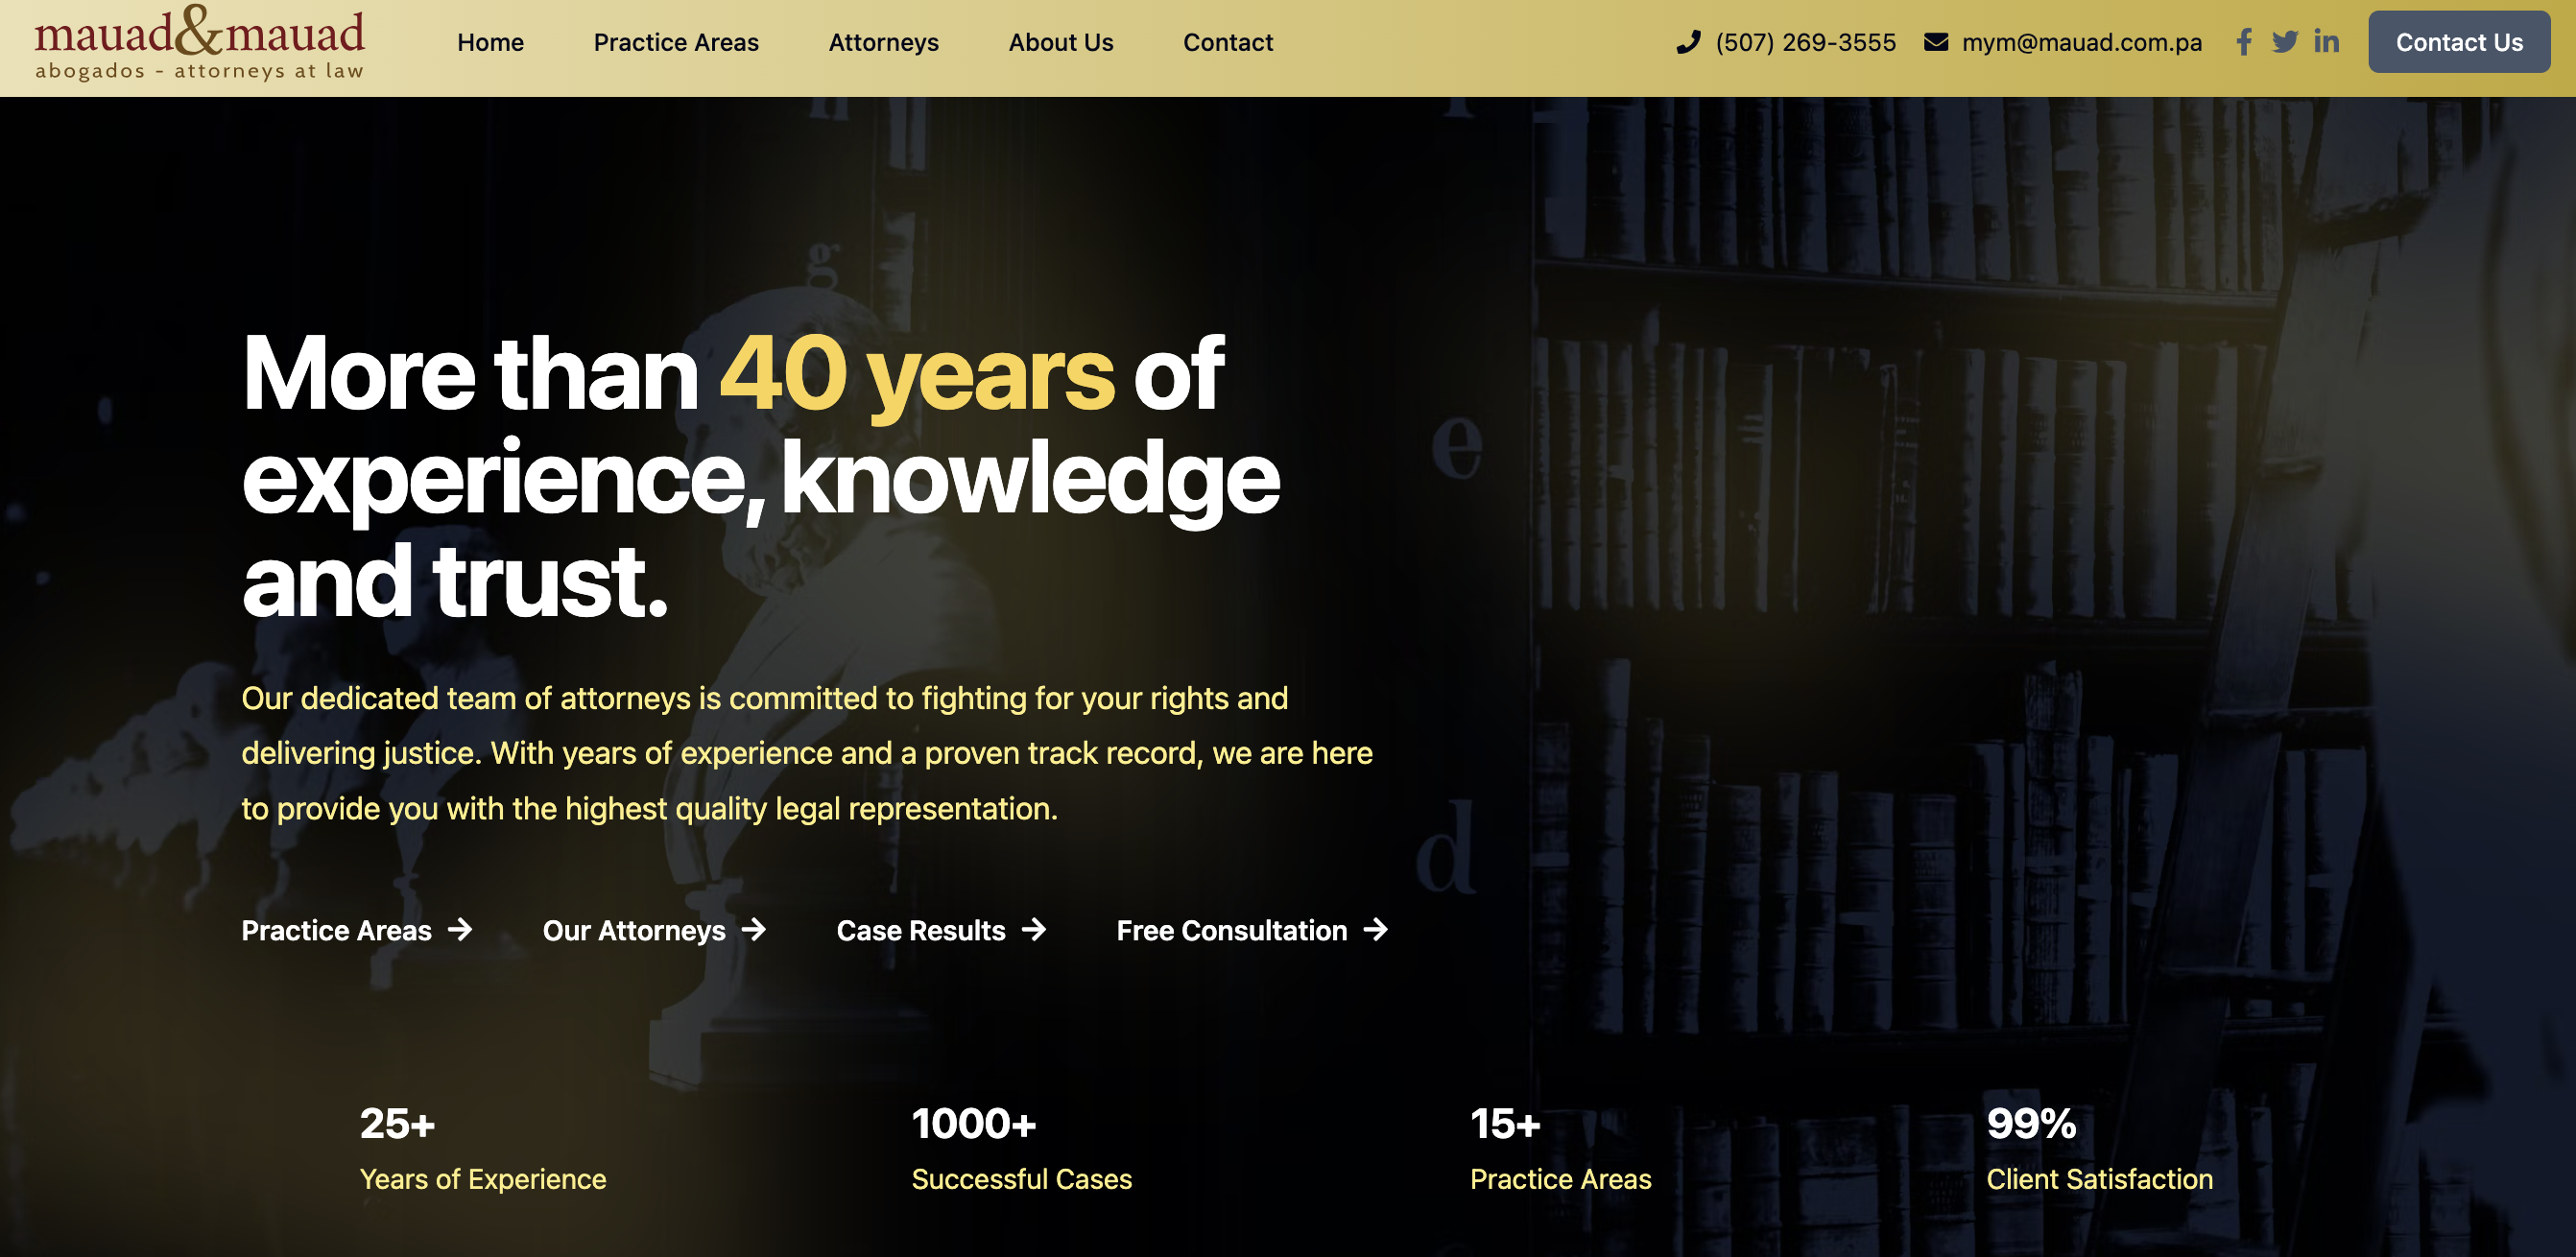 mauad&mauad
abogados - attorneys at law
Home
Practice Areas
Attorneys
About Us
Contact
(507) 269-3555
mym@mauad.com.pa
Contact Us
g
e
d
More than 40 years of
experience, knowledge
and trust.
Our dedicated team of attorneys is committed to fighting for your rights and
delivering justice. With years of experience and a proven track record, we are here
to provide you with the highest quality legal representation.
Practice Areas →
Our Attorneys →
Case Results →
Free Consultation →
25+
Years of Experience
1000+
Successful Cases
15+
Practice Areas
99%
Client Satisfaction